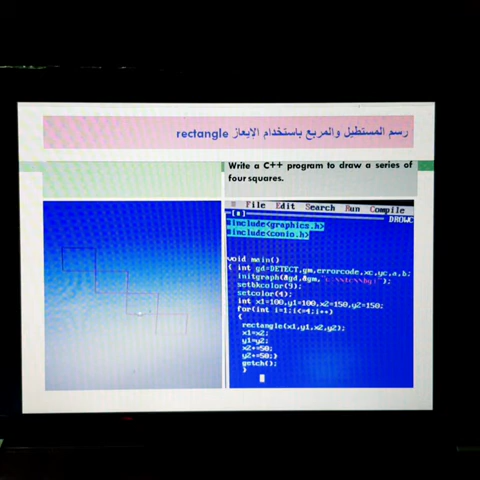 رسم المستطيل والمربع باستخدام الايعاز rectangle
Write a C++ program to draw a series of
four squares.
≡ File Edit Search Run Compile
[■] DROWC
#include<graphics.h>
#include<conio.h>
void main()
{ int gd=DETECT,gm,errorcode,xc,yc,a,b;
initgraph(&gd,&gm,
setbkcolor(9);
setcolor(4);
int x1=100,y1=100,x2=150,y2=150;
for(int i=1;i<=4;i++)
{
rectangle(x1,y1,x2,y2);
x1=x2;
y1=y2;
x2+=50;
y2+=50;}
getch();
}